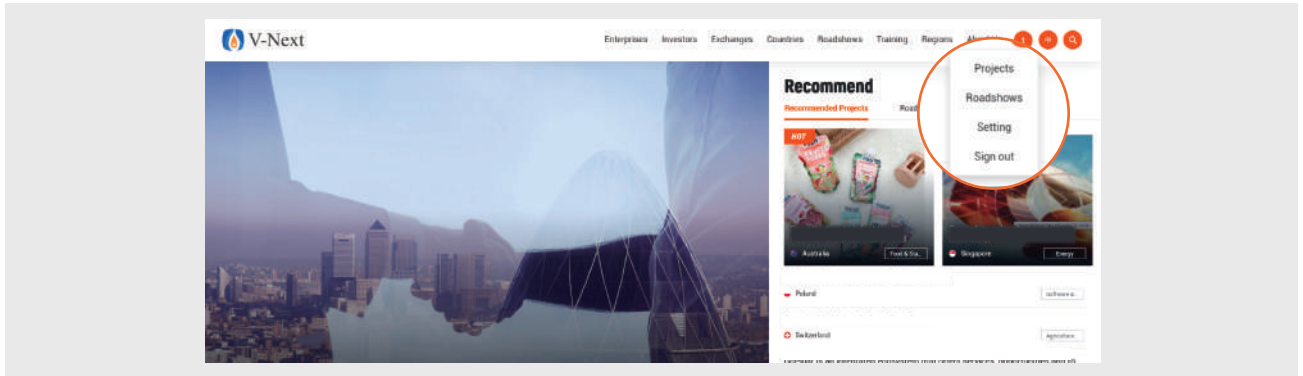 V-Next
Enterprises Investors Exchanges Countries Roadshows Training Regions
Projects
Roadshows
Setting
Sign out
Recommend
Recommended Projects
HOT
Australia
Singapore
Energy
Poland
Switzerland